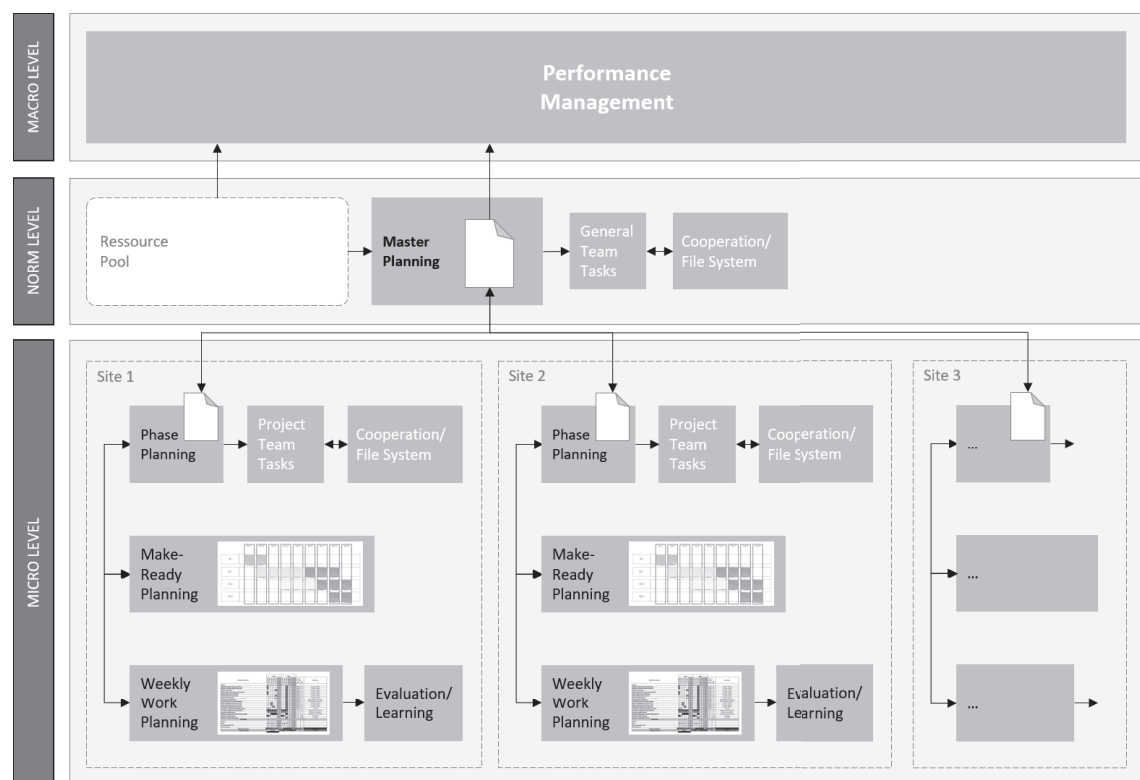 MACRO LEVEL
Performance
Management
NORM LEVEL
Ressource
Pool
Master
Planning
General
Team
Tasks
Cooperation/
File System
MICRO LEVEL
Site 1
Phase
Planning
Project
Team
Tasks
Cooperation/
File System
Make-
Ready
Planning
Weekly
Work
Planning
Evaluation/
Learning
Site 2
Phase
Planning
Project
Team
Tasks
Cooperation/
File System
Make-
Ready
Planning
Weekly
Work
Planning
Evaluation/
Learning
Site 3
...
...
...